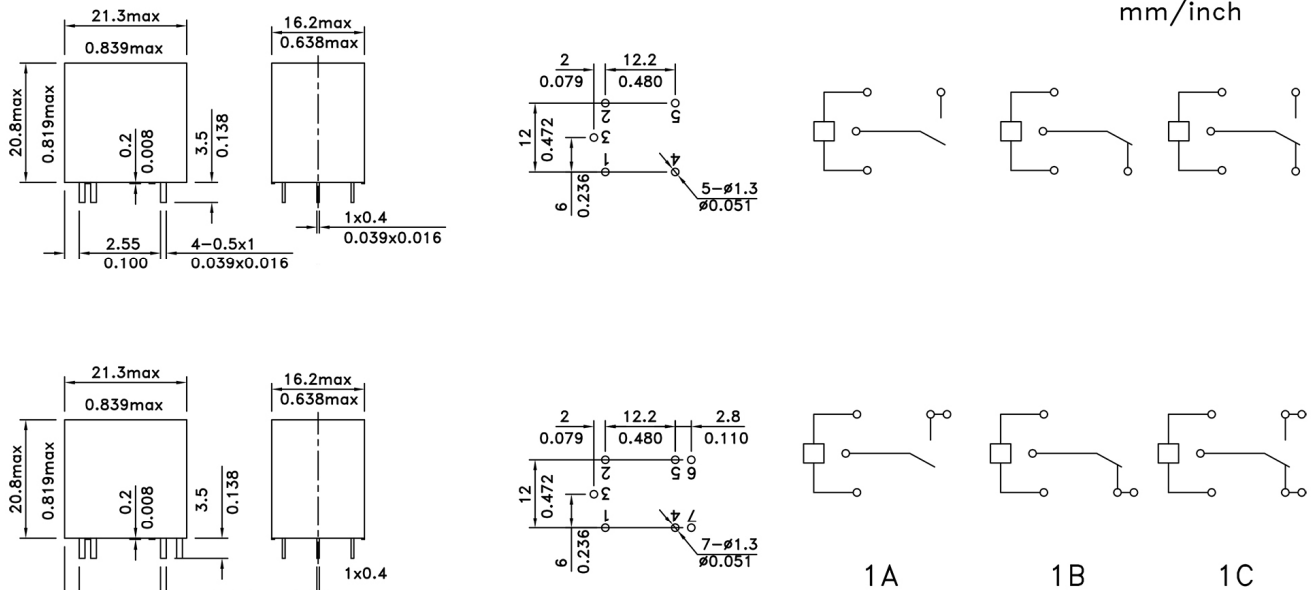 mm/inch
21.3max
0.839max
16.2max
0.638max
20.8max
0.819max
0.2
0.008
3.5
0.138
2.55
0.100
4-0.5x1
0.039x0.016
1x0.4
0.039x0.016
2
0.079
12.2
0.480
12
0.472
6
0.236
2
5
3
1
4
5-ø1.3
ø0.051
21.3max
0.839max
16.2max
0.638max
20.8max
0.819max
0.2
0.008
3.5
0.138
1x0.4
2
0.079
12.2
0.480
2.8
0.110
12
0.472
6
0.236
2
5
6
3
1
4
7
7-ø1.3
ø0.051
1A
1B
1C